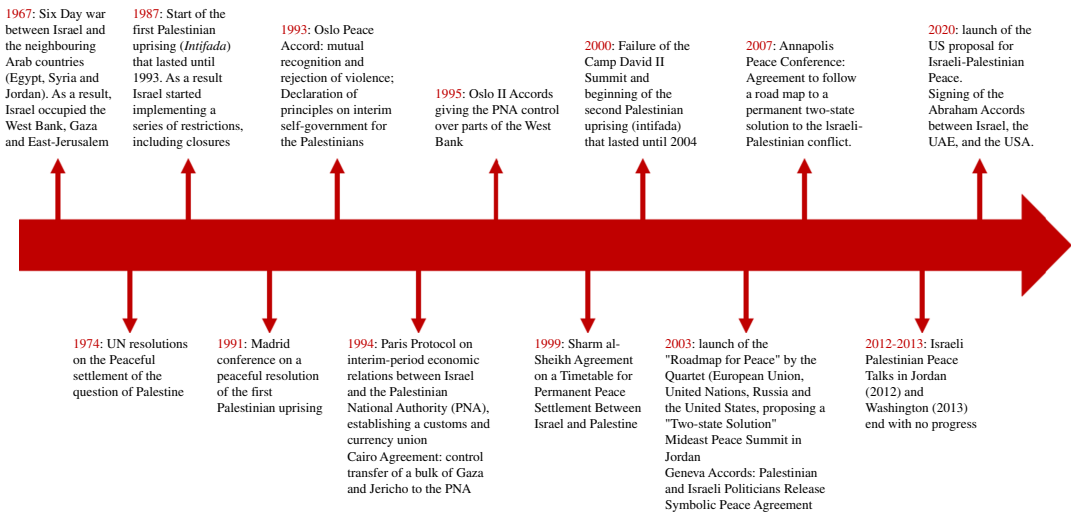 1967: Six Day war
between Israel and
the neighbouring
Arab countries
(Egypt, Syria and
Jordan). As a result,
Israel occupied the
West Bank, Gaza
and East-Jerusalem
1987: Start of the
first Palestinian
uprising (Intifada)
that lasted until
1993. As a result
Israel started
implementing a
series of restrictions,
including closures
1993: Oslo Peace
Accord: mutual
recognition and
rejection of violence;
Declaration of
principles on interim
self-government for
the Palestinians
1995: Oslo II Accords
giving the PNA control
over parts of the West
Bank
2000: Failure of the
Camp David II
Summit and
beginning of the
second Palestinian
uprising (intifada)
that lasted until 2004
2007: Annapolis
Peace Conference:
Agreement to follow
a road map to a
permanent two-state
solution to the Israeli-
Palestinian conflict.
2020: launch of the
US proposal for
Israeli-Palestinian
Peace.
Signing of the
Abraham Accords
between Israel, the
UAE, and the USA.
1974: UN resolutions
on the Peaceful
settlement of the
question of Palestine
1991: Madrid
conference on a
peaceful resolution
of the first
Palestinian uprising
1994: Paris Protocol on
interim-period economic
relations between Israel
and the Palestinian
National Authority (PNA),
establishing a customs and
currency union
Cairo Agreement: control
transfer of a bulk of Gaza
and Jericho to the PNA
1999: Sharm al-
Sheikh Agreement
on a Timetable for
Permanent Peace
Settlement Between
Israel and Palestine
2003: launch of the
"Roadmap for Peace" by the
Quartet (European Union,
United Nations, Russia and
the United States, proposing a
"Two-state Solution"
Mideast Peace Summit in
Jordan
Geneva Accords: Palestinian
and Israeli Politicians Release
Symbolic Peace Agreement
2012-2013: Israeli
Palestinian Peace
Talks in Jordan
(2012) and
Washington (2013)
end with no progress